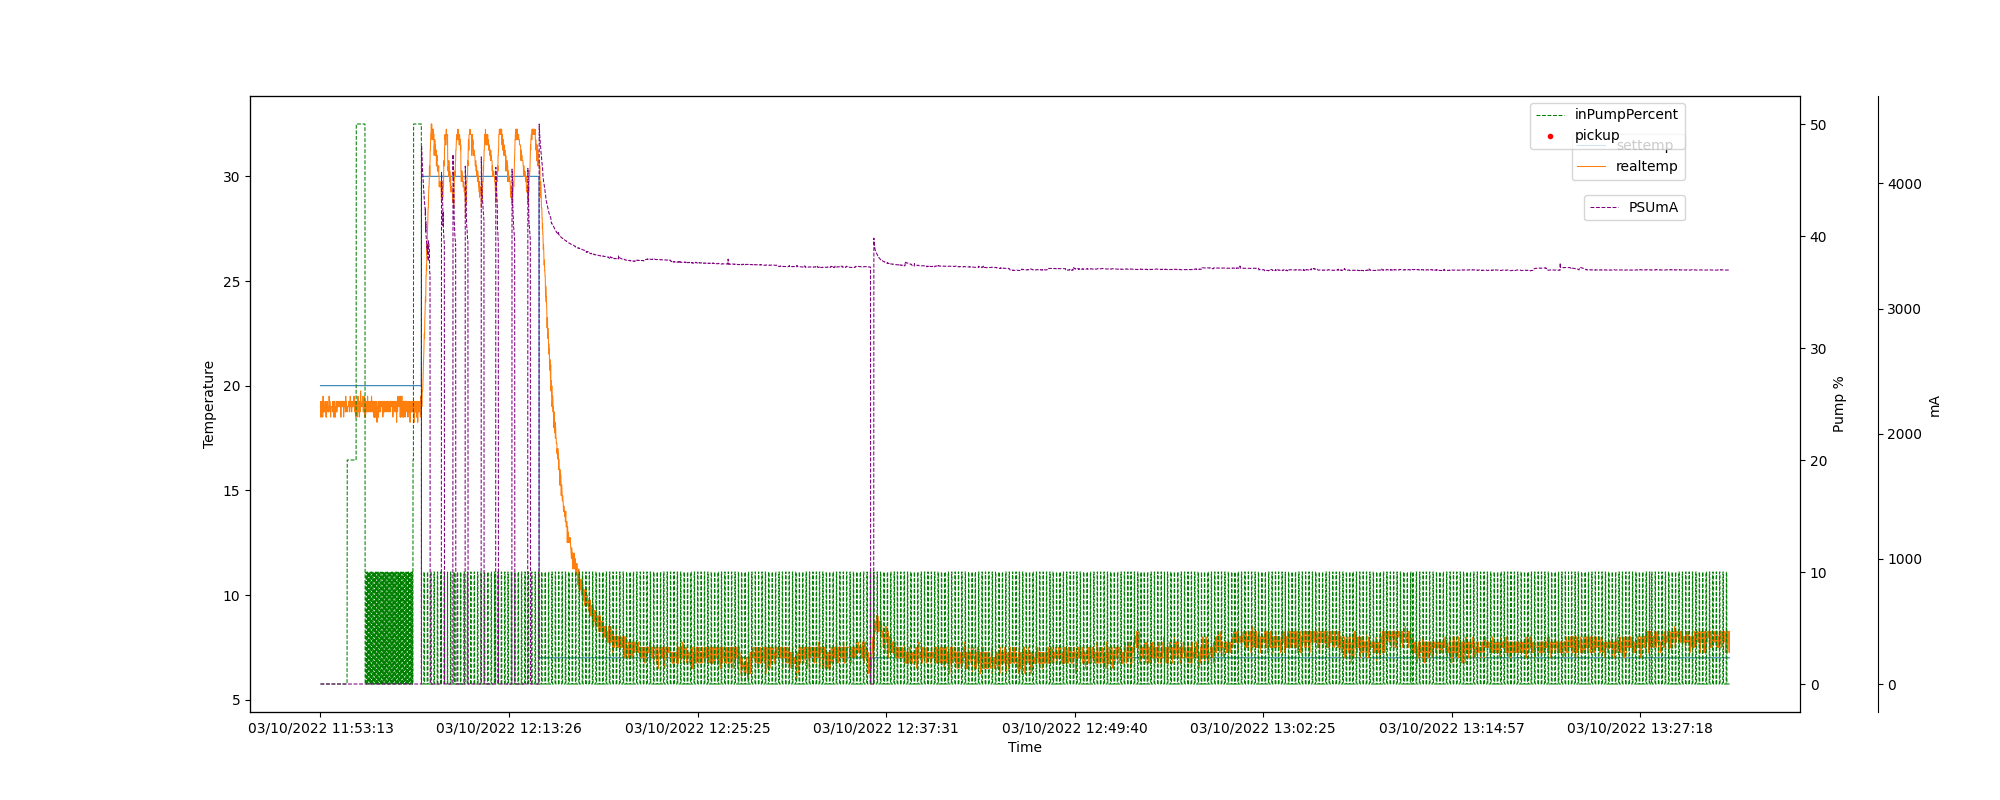 inPumpPercent
pickup
settemp
realtemp
PSUmA
30
25
20
15
10
5
Temperature
50
40
30
20
10
0
Pump %
4000
3000
2000
1000
0
mA
03/10/2022 11:53:13
03/10/2022 12:13:26
03/10/2022 12:25:25
03/10/2022 12:37:31
03/10/2022 12:49:40
03/10/2022 13:02:25
03/10/2022 13:14:57
03/10/2022 13:27:18
Time